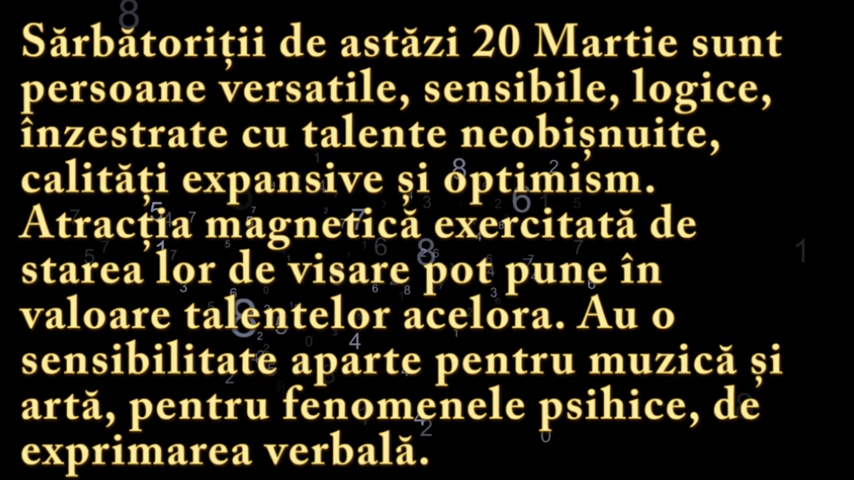 Sărbătoriții de astăzi 20 Martie sunt
persoane versatile, sensibile, logice,
înzestrate cu talente neobișnuite,
calități expansive și optimism.
Atracția magnetică exercitată de
starea lor de visare pot pune în
valoare talentelor acelora. Au o
sensibilitate aparte pentru muzică și
artă, pentru fenomenele psihice, de
exprimarea verbală.